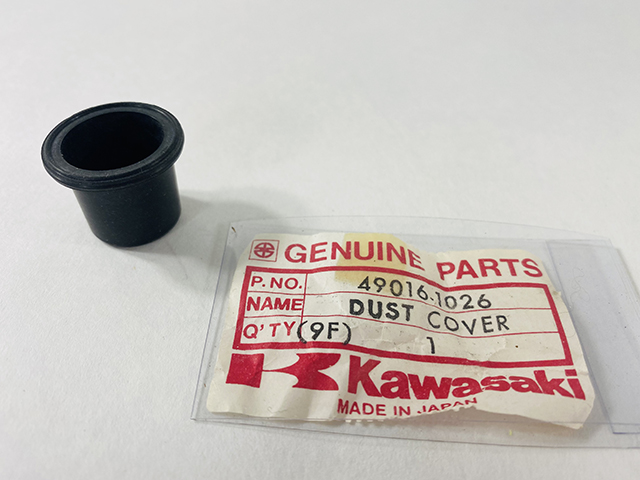 GENUINE PARTS
P.NO. 49016-1026
NAME DUST COVER
Q'TY (9F) 1
Kawasaki
MADE IN JAPAN